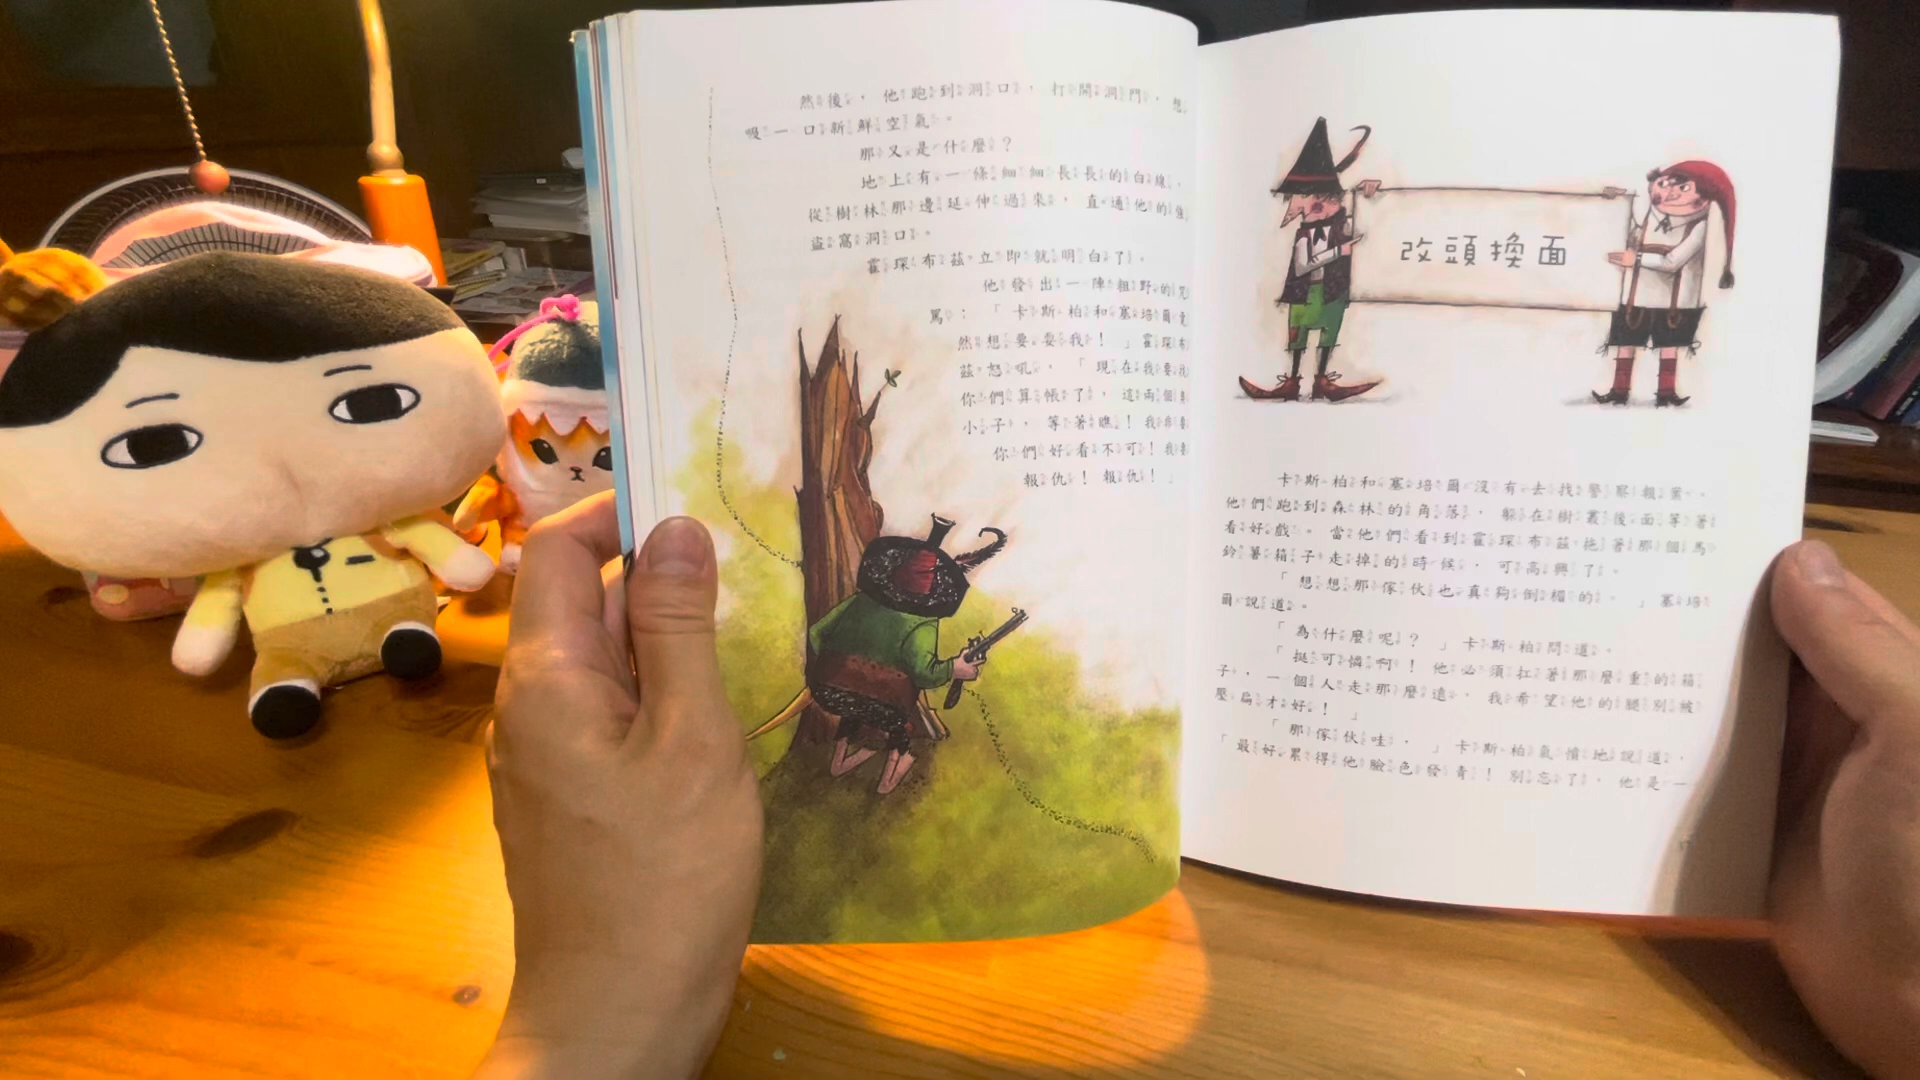 然後，他跑到洞口，打開洞門，想
吸一口新鮮空氣。
那又是什麼？
地上有一條細細長長的白線，
從樹林那邊延伸過來，直通他的強
盜窩洞口。
霍琛布茲立即就明白了。
他發出一陣粗野的咒
罵：「卡斯柏和塞培爾竟
然想要耍我！」霍琛布
茲怒吼，「現在我要找
你們算帳了，這兩個
小子，等著瞧！我非要
你們好看不可！我要
報仇！報仇！」
改頭換面
卡斯柏和塞培爾沒有去找警察報案。
他們跑到森林的角落，躲在樹叢後面等著
看好戲。當他們看到霍琛布茲拖著那個馬
鈴薯箱子走掉的時候，可高興了。
「想想那傢伙也真夠倒楣的。」塞培
爾說道。
「為什麼呢？」卡斯柏問道。
「挺可憐啊！他必須扛著那麼重的箱
子，一個人走那麼遠，我希望他的腿別被
壓扁才好！」
「那傢伙哇，」卡斯柏氣憤地說道，
「最好累得他臉色發青！別忘了，他是一